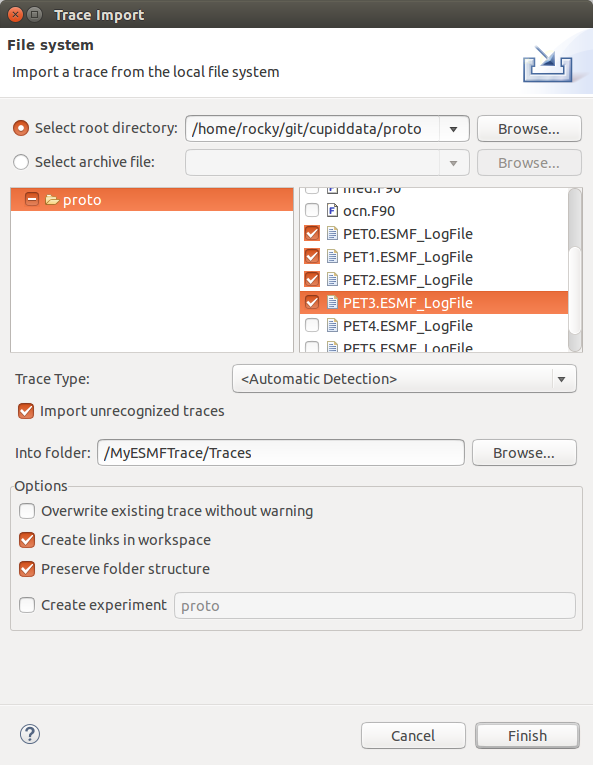 Trace Import
File system
Import a trace from the local file system
Select root directory: /home/rocky/git/cupiddata/proto Browse...
Select archive file: Browse...
proto
med.F90
ocn.F90
PET0.ESMF_LogFile
PET1.ESMF_LogFile
PET2.ESMF_LogFile
PET3.ESMF_LogFile
PET4.ESMF_LogFile
PET5.ESMF_LogFile
Trace Type: <Automatic Detection>
Import unrecognized traces
Into folder: /MyESMFTrace/Traces Browse...
Options
Overwrite existing trace without warning
Create links in workspace
Preserve folder structure
Create experiment proto
? Cancel Finish